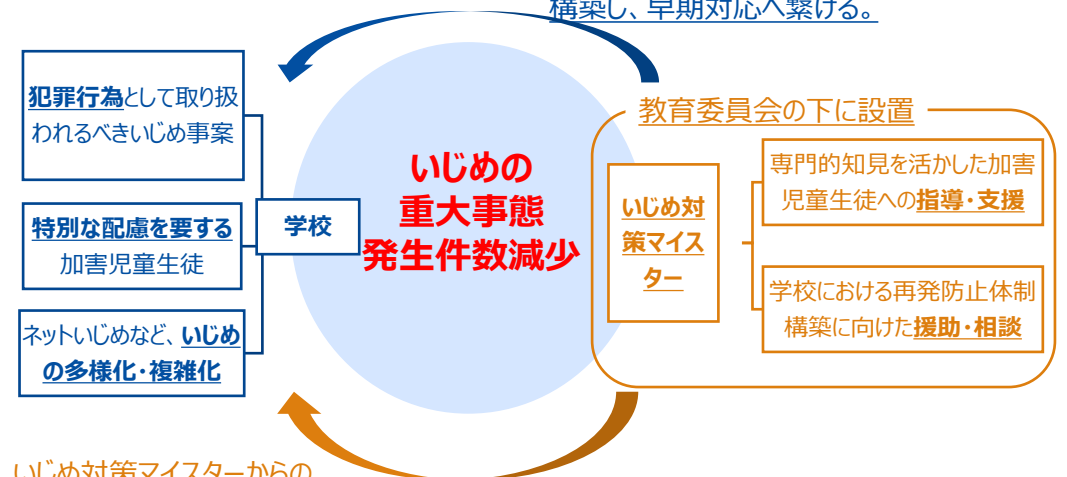 構築し、早期対応へ繋げる。
犯罪行為として取り扱
われるべきいじめ事案
特別な配慮を要する
加害児童生徒
ネットいじめなど、いじめ
の多様化・複雑化
学校
いじめの
重大事態
発生件数減少
教育委員会の下に設置
いじめ対
策マイス
ター
専門的知見を活かした加害
児童生徒への指導・支援
学校における再発防止体制
構築に向けた援助・相談
いじめ対策マイスターからの